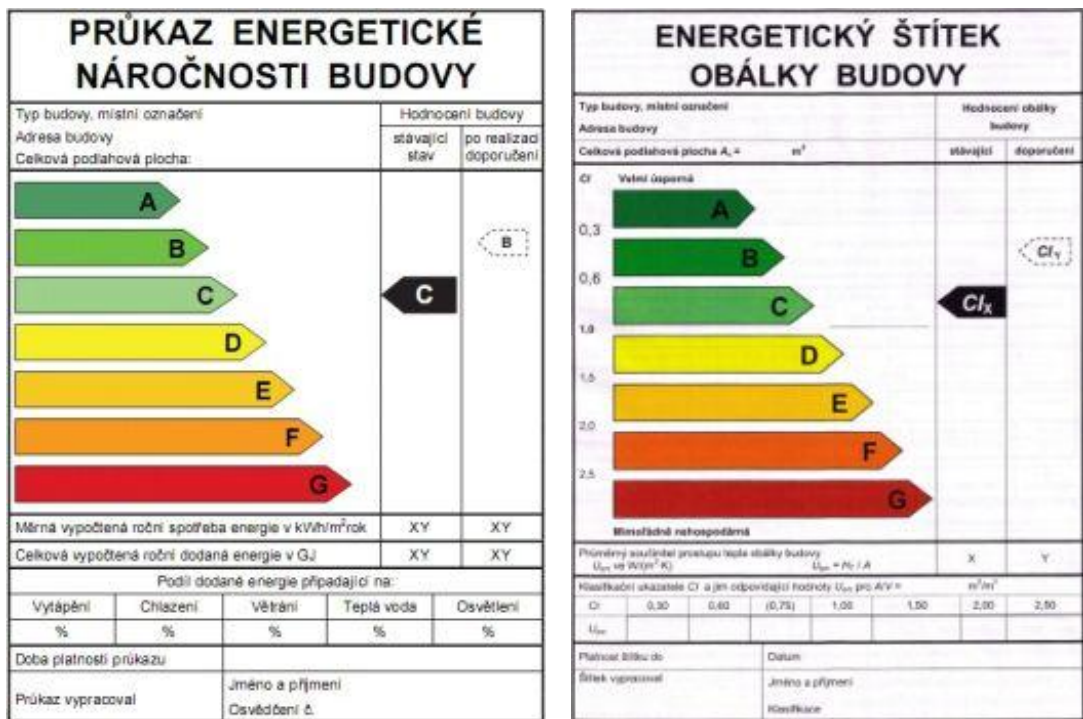 PRŮKAZ ENERGETICKÉ
NÁROČNOSTI BUDOVY
Typ budovy, místní označení
Adresa budovy
Celková podlahová plocha:
Hodnocení budovy
stávající
stav
po realizaci
doporučení
A
B
B
C
C
D
E
F
G
Měrná vypočtená roční spotřeba energie v kWh/m²rok XY XY
Celková vypočtená roční dodaná energie v GJ XY XY
Podíl dodané energie připadající na:
Vytápění Chlazení Větrání Teplá voda Osvětlení
% % % % %
Doba platnosti průkazu
Průkaz vypracoval
Jméno a příjmení
Osvědčení č.
ENERGETICKÝ ŠTÍTEK
OBÁLKY BUDOVY
Typ budovy, místní označení
Adresa budovy
Celková podlahová plocha Ac = m²
Hodnocení obálky
budovy
stávající doporučení
CI Velmi úsporná
A
0,3
B
CIY
0,6
C
CIX
1,0
D
1,5
E
2,0
F
2,5
G
Mimořádně nehospodárná
Průměrný součinitel prostupu tepla obálky budovy
Uem ve W/(m²·K) Uem = HT / A X Y
Klasifikační ukazatele CI a jim odpovídající hodnoty Uem pro A/V = m²/m³
CI 0,30 0,60 (0,75) 1,00 1,50 2,00 2,50
Uem
Platnost štítku do Datum
Štítek vypracoval
Jméno a příjmení
Klasifikace